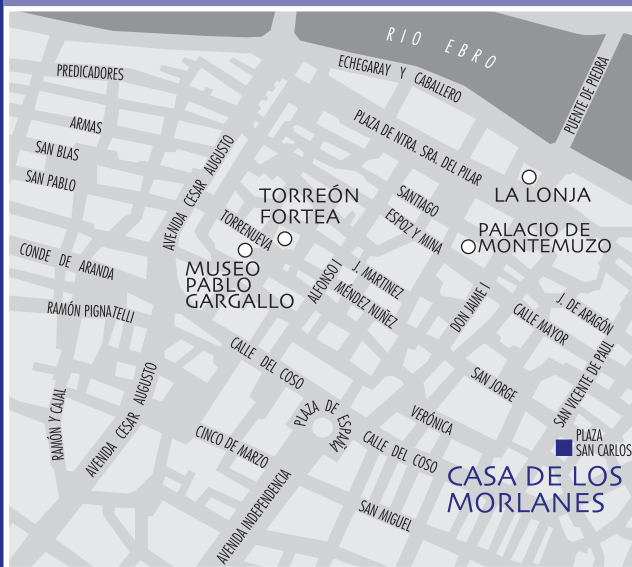 RIO EBRO
PREDICADORES
ECHEGARAY Y CABALLERO
PUENTE DE PIEDRA
ARMAS
PLAZA DE NTRA. SRA. DEL PILAR
SAN BLAS
AVENIDA CESAR AUGUSTO
SAN PABLO
LA LONJA
TORREÓN
FORTEA
SANTIAGO
TORRENUEVA
ESPOZ Y MINA
PALACIO DE
MONTEMUZO
CONDE DE ARANDA
MUSEO
PABLO
GARGALLO
ALFONSO I
J. MARTINEZ
MÉNDEZ NUÑEZ
DON JAIME I
J. DE ARAGÓN
CALLE MAYOR
RAMÓN PIGNATELLI
CALLE DEL COSO
SAN JORGE
SAN VICENTE DE PAUL
RAMÓN Y CAJAL
AVENIDA CESAR AUGUSTO
PLAZA DE ESPAÑA
VERÓNICA
CINCO DE MARZO
CALLE DEL COSO
PLAZA
SAN CARLOS
CASA DE LOS
MORLANES
AVENIDA INDEPENDENCIA
SAN MIGUEL